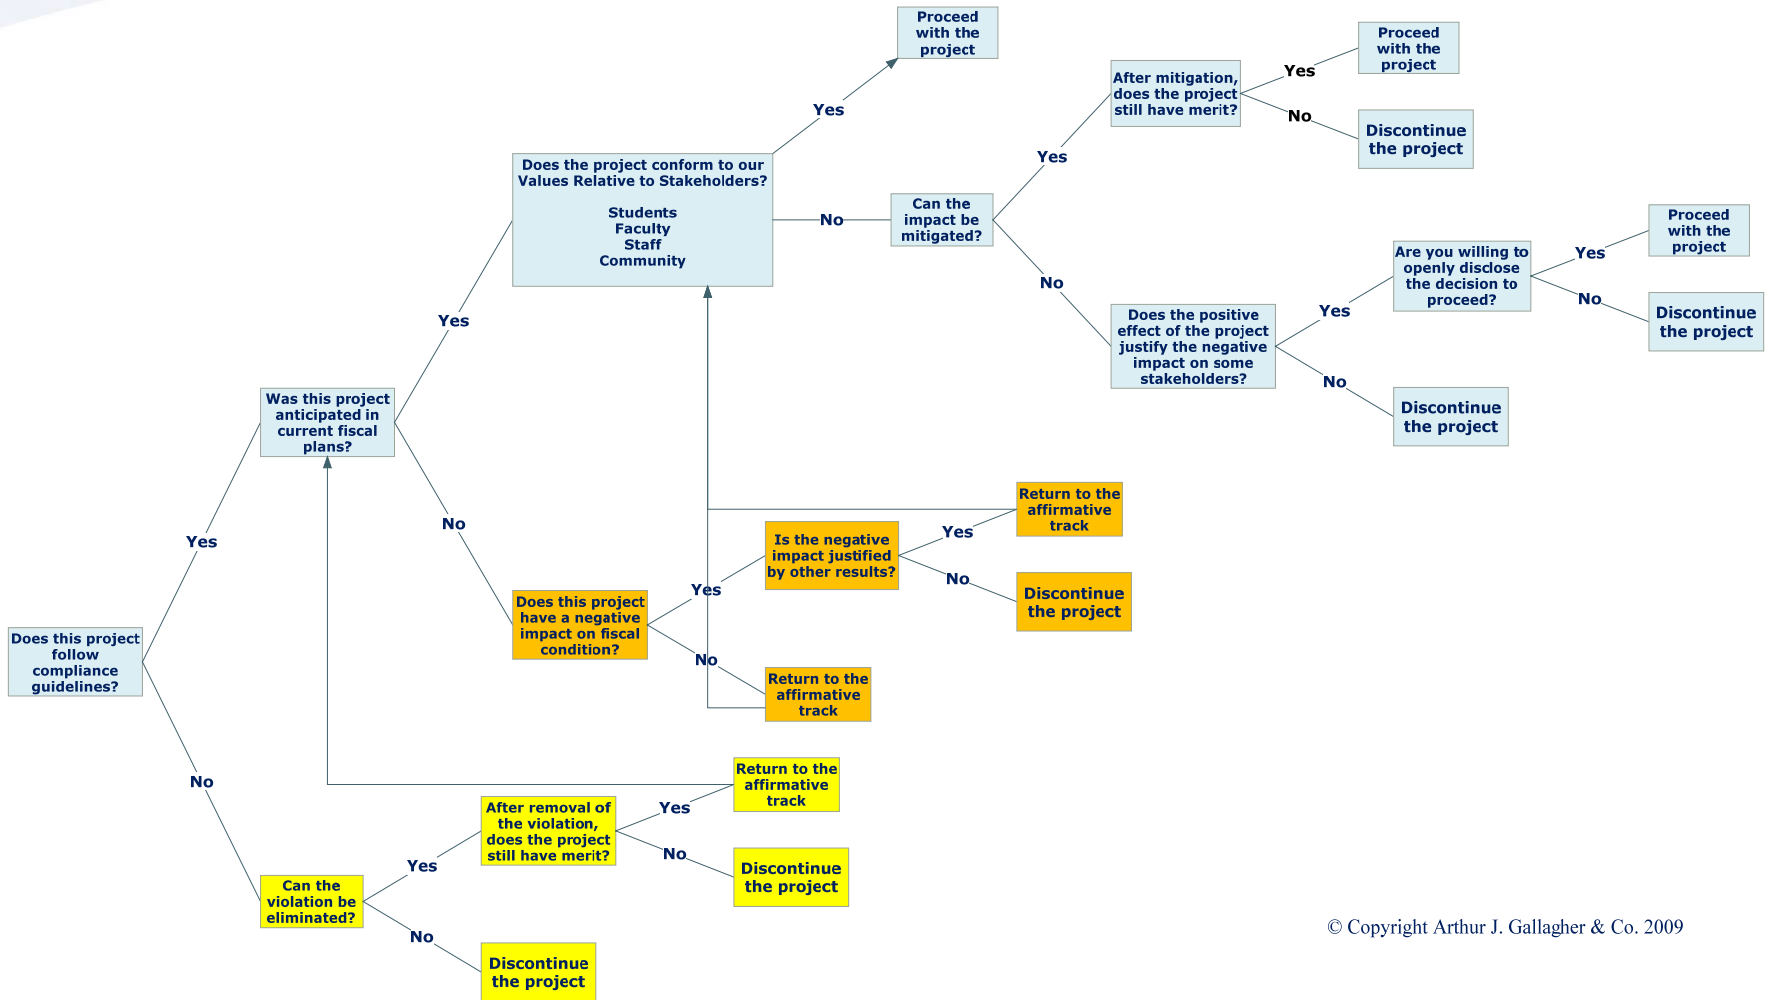 Proceed
with the
project
Yes
Does the project conform to our
Values Relative to Stakeholders?
Students
Faculty
Staff
Community
No
Can the
impact be
mitigated?
Yes
After mitigation,
does the project
still have merit?
Yes
Proceed
with the
project
No
Discontinue
the project
No
Does the positive
effect of the project
justify the negative
impact on some
stakeholders?
Yes
Are you willing to
openly disclose
the decision to
proceed?
Yes
Proceed
with the
project
No
Discontinue
the project
No
Discontinue
the project
Yes
Was this project
anticipated in
current fiscal
plans?
No
Does this project
have a negative
impact on fiscal
condition?
Yes
Is the negative
impact justified
by other results?
Yes
Return to the
affirmative
track
No
Discontinue
the project
No
Return to the
affirmative
track
Yes
Does this project
follow
compliance
guidelines?
No
Can the
violation be
eliminated?
Yes
After removal of
the violation,
does the project
still have merit?
Yes
Return to the
affirmative
track
No
Discontinue
the project
No
Discontinue
the project
© Copyright Arthur J. Gallagher & Co. 2009